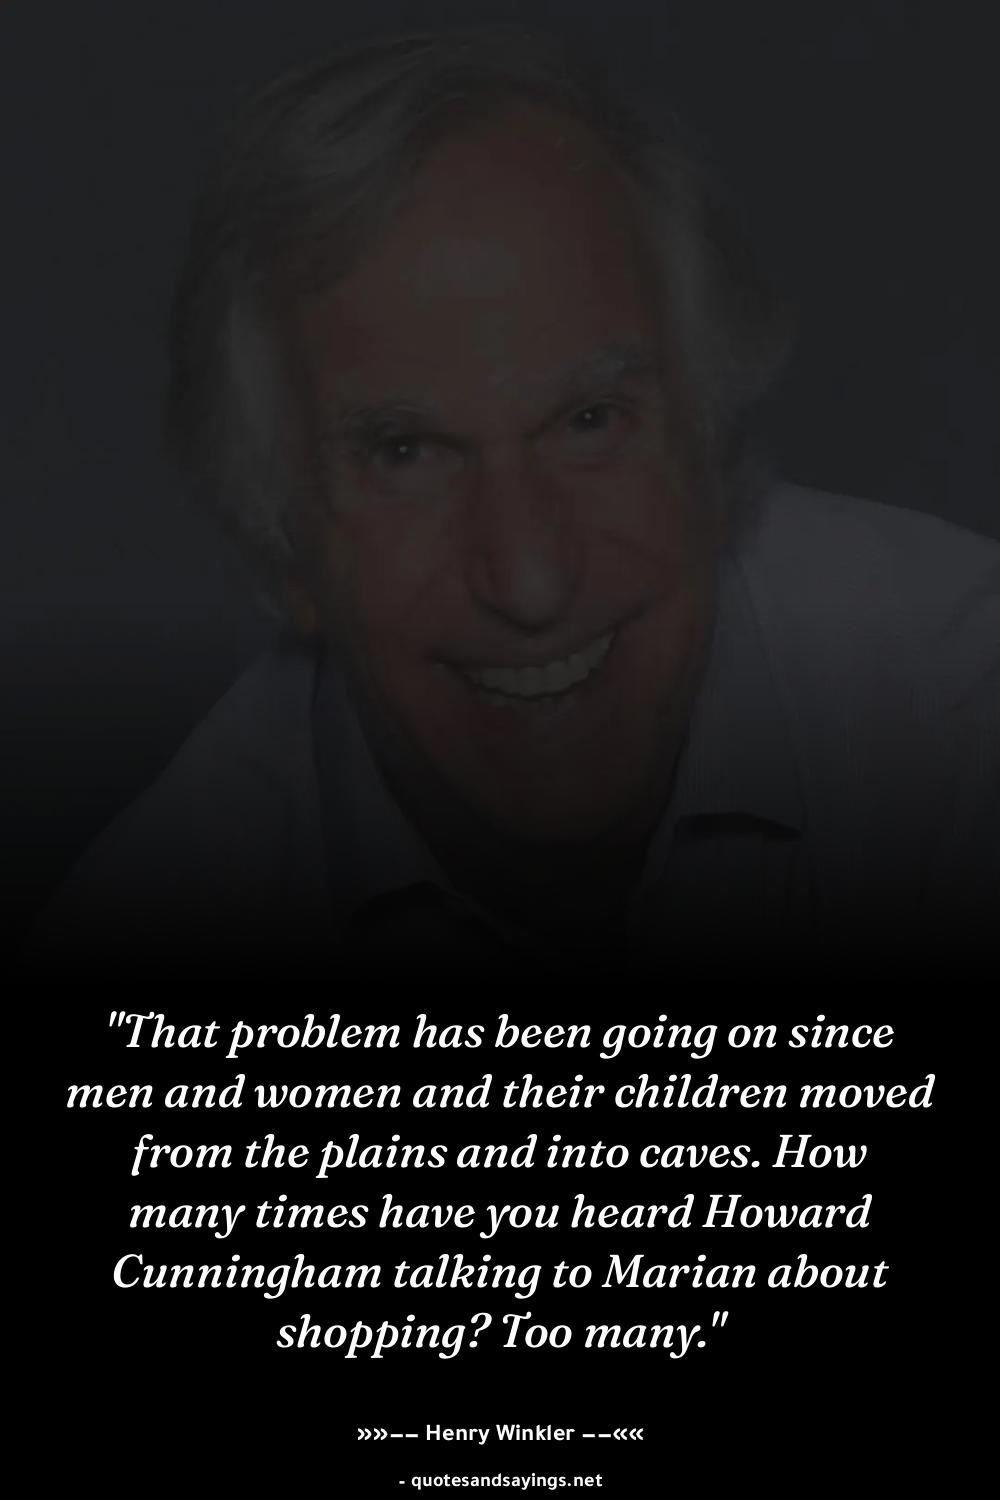 "That problem has been going on since
men and women and their children moved
from the plains and into caves. How
many times have you heard Howard
Cunningham talking to Marian about
shopping? Too many."
»»−− Henry Winkler −−««
- quotesandsayings.net